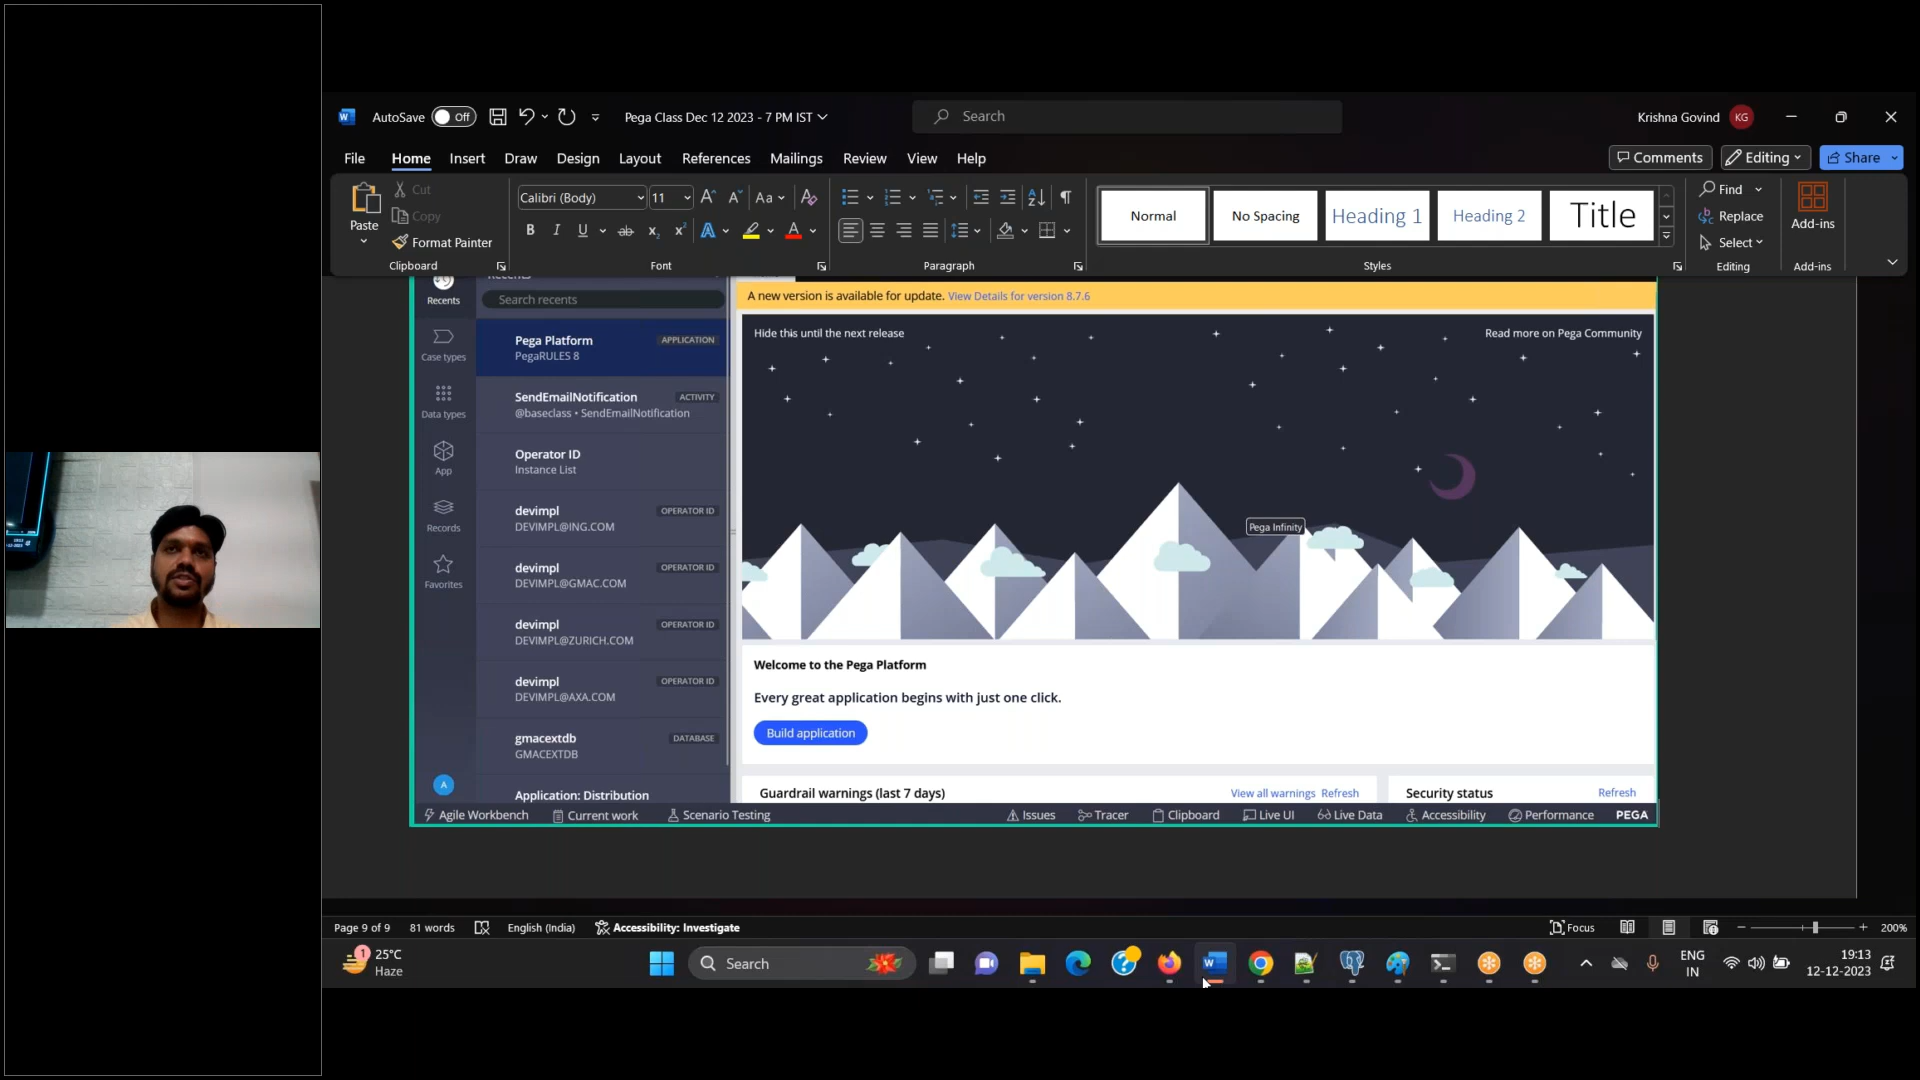 AutoSave Off Pega Class Dec 12 2023 - 7 PM IST Search Krishna Govind KG
File Home Insert Draw Design Layout References Mailings Review View Help Comments Editing Share
Paste Cut Copy Format Painter Clipboard
Calibri (Body) 11 Aa Font
Paragraph
Normal No Spacing Heading 1 Heading 2 Title Styles
Find Replace Select Editing
Add-ins Add-ins
Recents
Case types
Data types
App
Records
Favorites
A
Search recents
Pega Platform APPLICATION
PegaRULES 8
SendEmailNotification ACTIVITY
@baseclass • SendEmailNotification
Operator ID
Instance List
devimpl OPERATOR ID
DEVIMPL@ING.COM
devimpl OPERATOR ID
DEVIMPL@GMAC.COM
devimpl OPERATOR ID
DEVIMPL@ZURICH.COM
devimpl OPERATOR ID
DEVIMPL@AXA.COM
gmacextdb DATABASE
GMACEXTDB
Application: Distribution
A new version is available for update. View Details for version 8.7.6
Hide this until the next release Read more on Pega Community
Pega Infinity
Welcome to the Pega Platform
Every great application begins with just one click.
Build application
Guardrail warnings (last 7 days) View all warnings Refresh Security status Refresh
Agile Workbench Current work Scenario Testing Issues Tracer Clipboard Live UI Live Data Accessibility Performance PEGA
Page 9 of 9 81 words English (India) Accessibility: Investigate Focus 200%
1 25°C
Haze
Search
ENG
IN
19:13
12-12-2023